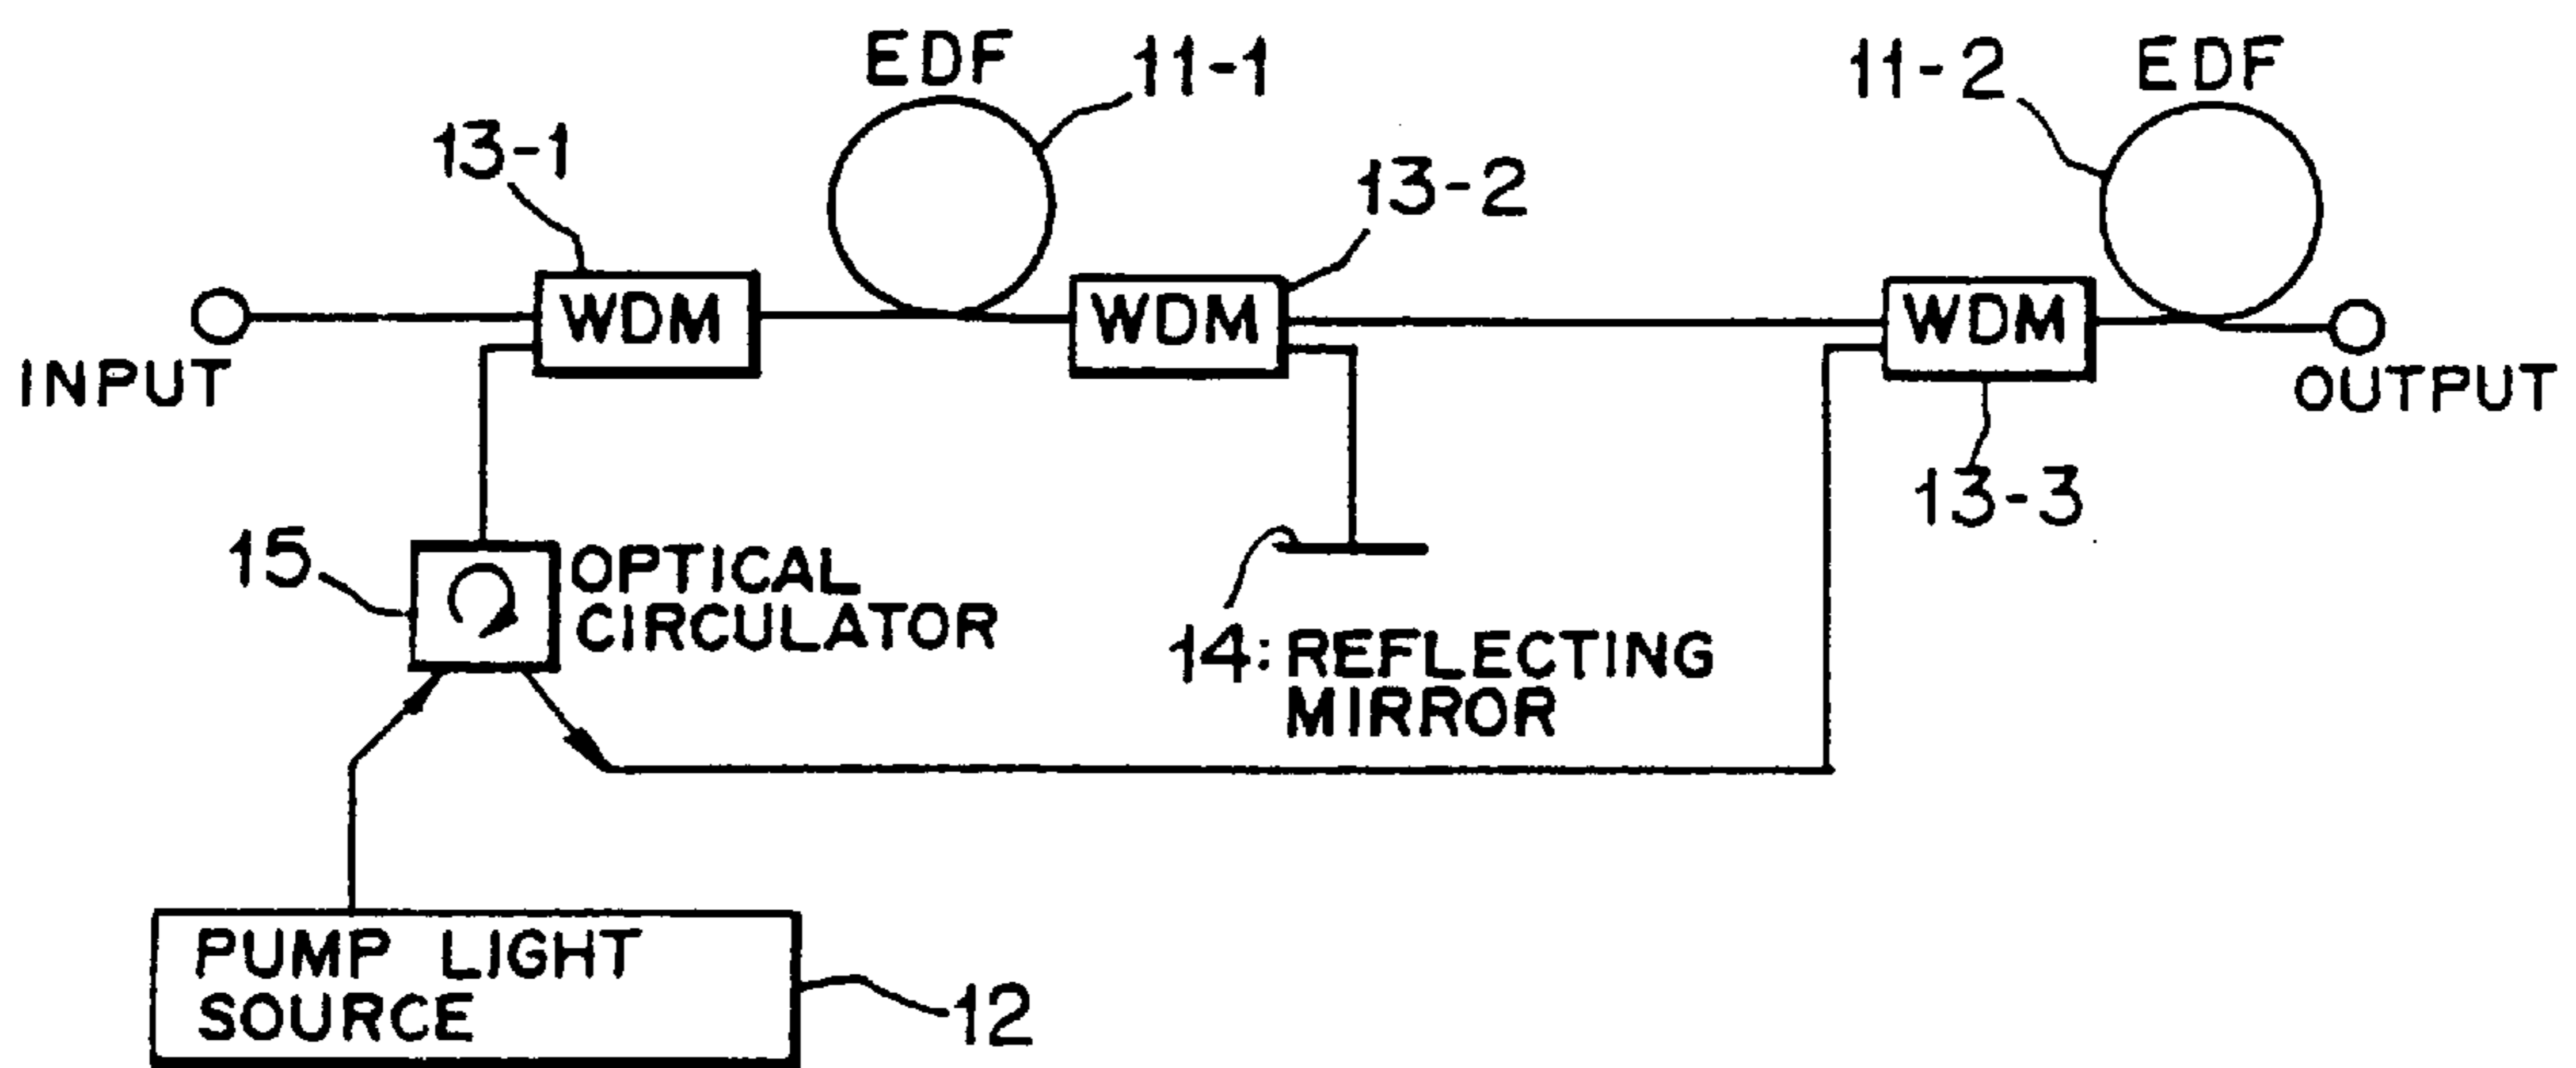 EDF
11-1
11-2
EDF
13-1
13-2
WDM
WDM
WDM
INPUT
OUTPUT
13-3
15
OPTICAL
CIRCULATOR
14: REFLECTING
MIRROR
PUMP LIGHT
SOURCE
12